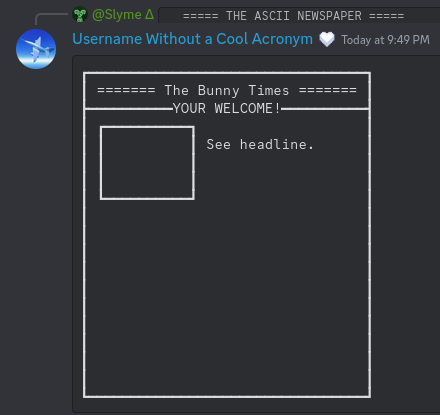 @Slyme Δ ===== THE ASCII NEWSPAPER =====
Username Without a Cool Acronym Today at 9:49 PM
====== The Bunny Times =======
YOUR WELCOME!
See headline.